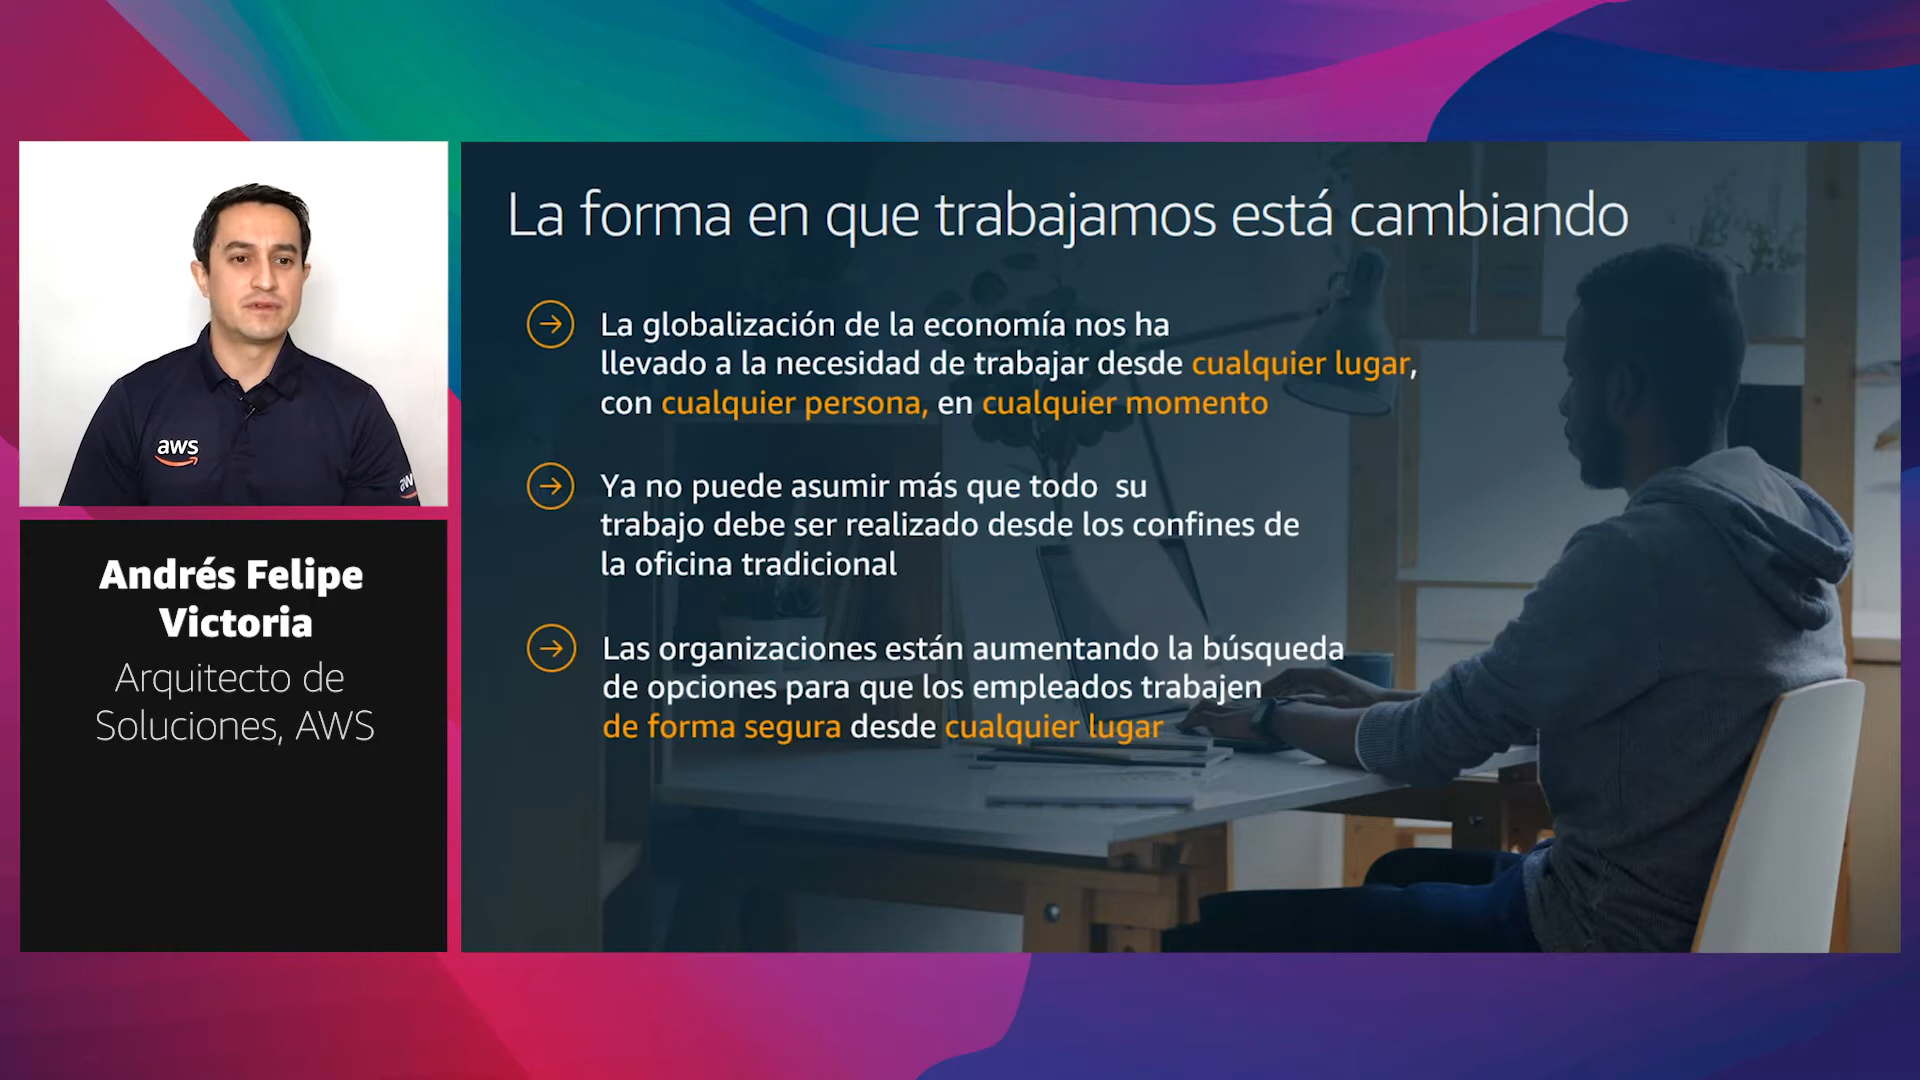 La forma en que trabajamos está cambiando
La globalización de la economía nos ha
llevado a la necesidad de trabajar desde cualquier lugar,
con cualquier persona, en cualquier momento
Ya no puede asumir más que todo su
trabajo debe ser realizado desde los confines de
la oficina tradicional
Las organizaciones están aumentando la búsqueda
de opciones para que los empleados trabajen
de forma segura desde cualquier lugar
aws
aw
Andrés Felipe
Victoria
Arquitecto de
Soluciones, AWS